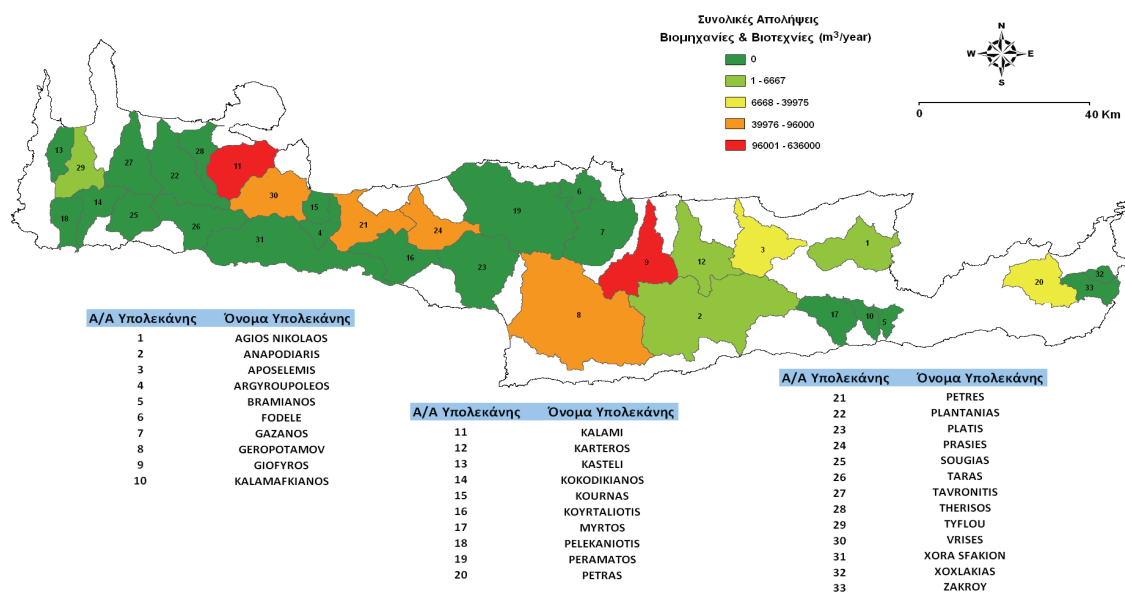 Συνολικές Απολήψεις
Βιομηχανίες & Βιοτεχνίες (m³/year)
0
1 - 6667
6668 - 39975
39976 - 96000
96001 - 636000
N
W E
S
0 40 Km
13
29
27
22
28
11
30
18
14
25
26
31
15
4
21
24
16
19
6
7
23
9
12
3
1
8
2
17
10
5
20
32
33
Α/Α Υπολεκάνης Όνομα Υπολεκάνης
1 AGIOS NIKOLAOS
2 ANAPODIARIS
3 APOSELEMIS
4 ARGYROUPOLEOS
5 BRAMIANOS
6 FODELE
7 GAZANOS
8 GEROPOTAMOV
9 GIOFYROS
10 KALAMAFKIANOS
Α/Α Υπολεκάνης Όνομα Υπολεκάνης
11 KALAMI
12 KARTEROS
13 KASTELI
14 KOKODIKIANOS
15 KOURNAS
16 KOYRTALIOTIS
17 MYRTOS
18 PELEKANIOTIS
19 PERAMATOS
20 PETRAS
Α/Α Υπολεκάνης Όνομα Υπολεκάνης
21 PETRES
22 PLANTANIAS
23 PLATIS
24 PRASIES
25 SOUGIAS
26 TARAS
27 TAVRONITIS
28 THERISOS
29 TYFLOU
30 VRISES
31 XORA SFAKION
32 XOXLAKIAS
33 ZAKROY